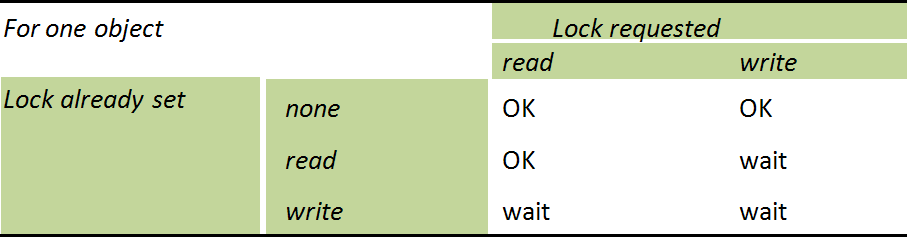 For one object Lock requested
read write
Lock already set none OK OK
read OK wait
write wait wait